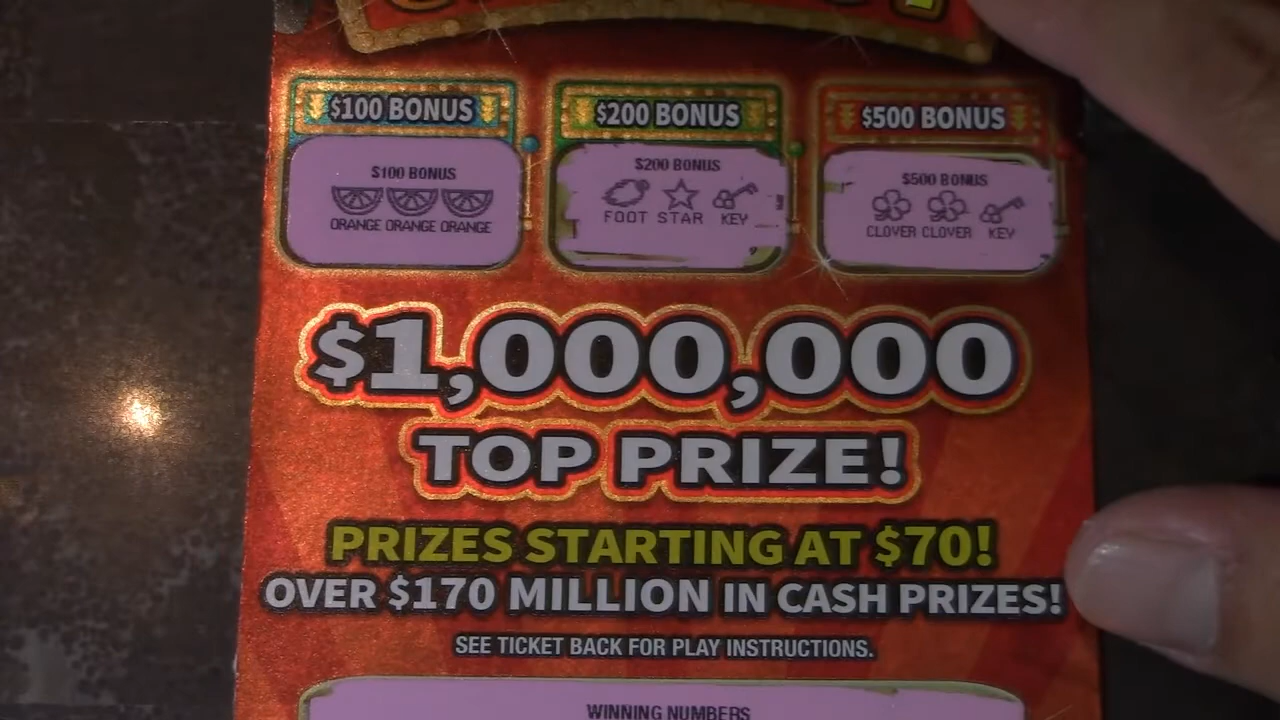 $100 BONUS
$200 BONUS
$500 BONUS
$100 BONUS
ORANGE ORANGE ORANGE
$200 BONUS
FOOT STAR KEY
$500 BONUS
CLOVER CLOVER KEY
$1,000,000
TOP PRIZE!
PRIZES STARTING AT $70!
OVER $170 MILLION IN CASH PRIZES!
SEE TICKET BACK FOR PLAY INSTRUCTIONS.
WINNING NUMBERS